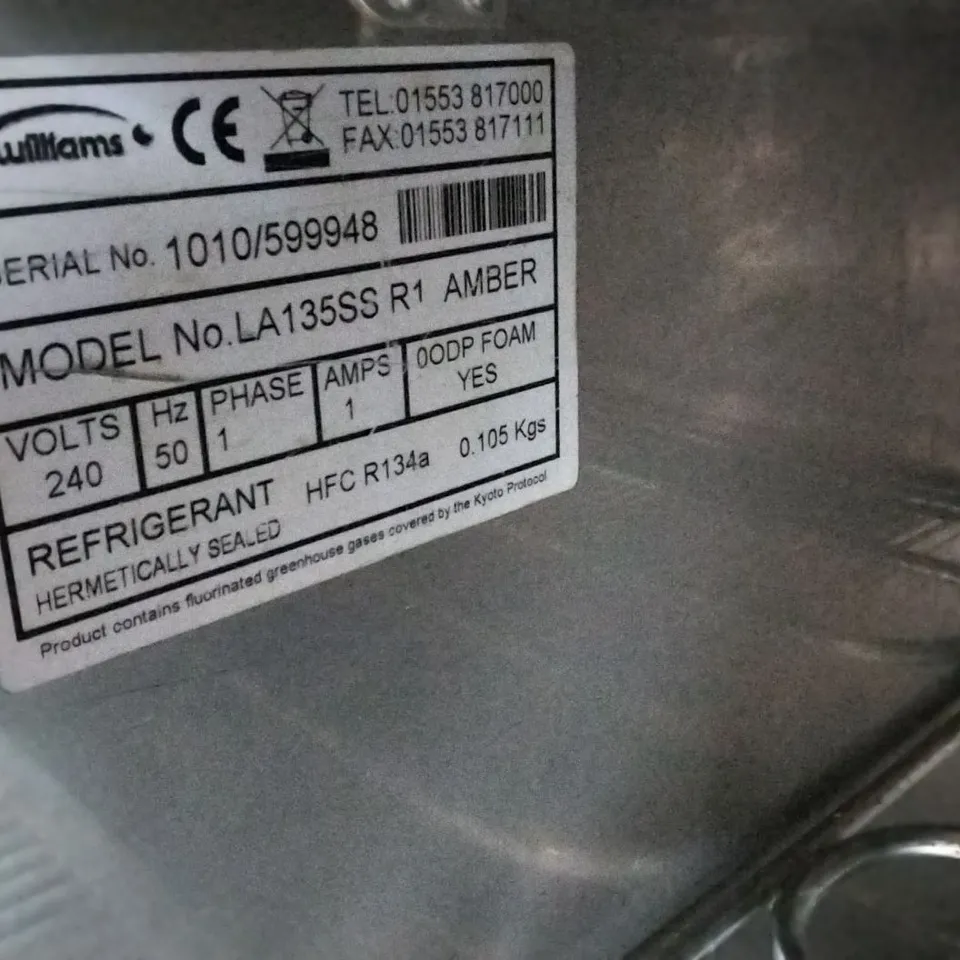 williams CE TEL:01553 817000
FAX:01553 817111
SERIAL No. 1010/599948
MODEL No.LA135SS R1 AMBER
VOLTS Hz PHASE AMPS 0ODP FOAM
240 50 1 1 YES
REFRIGERANT HFC R134a 0.105 Kgs
HERMETICALLY SEALED
Product contains fluorinated greenhouse gases covered by the Kyoto Protocol